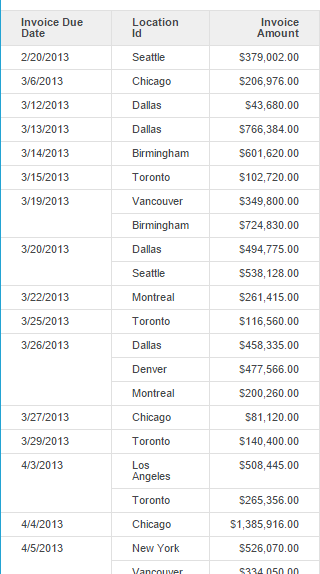 Invoice Due Date Location Id Invoice Amount
2/20/2013 Seattle $379,002.00
3/6/2013 Chicago $206,976.00
3/12/2013 Dallas $43,680.00
3/13/2013 Dallas $766,384.00
3/14/2013 Birmingham $601,620.00
3/15/2013 Toronto $102,720.00
3/19/2013 Vancouver $349,800.00
Birmingham $724,830.00
3/20/2013 Dallas $494,775.00
Seattle $538,128.00
3/22/2013 Montreal $261,415.00
3/25/2013 Toronto $116,560.00
3/26/2013 Dallas $458,335.00
Denver $477,566.00
Montreal $200,260.00
3/27/2013 Chicago $81,120.00
3/29/2013 Toronto $140,400.00
4/3/2013 Los Angeles $508,445.00
Toronto $265,356.00
4/4/2013 Chicago $1,385,916.00
4/5/2013 New York $526,070.00
Vancouver $334,050.00